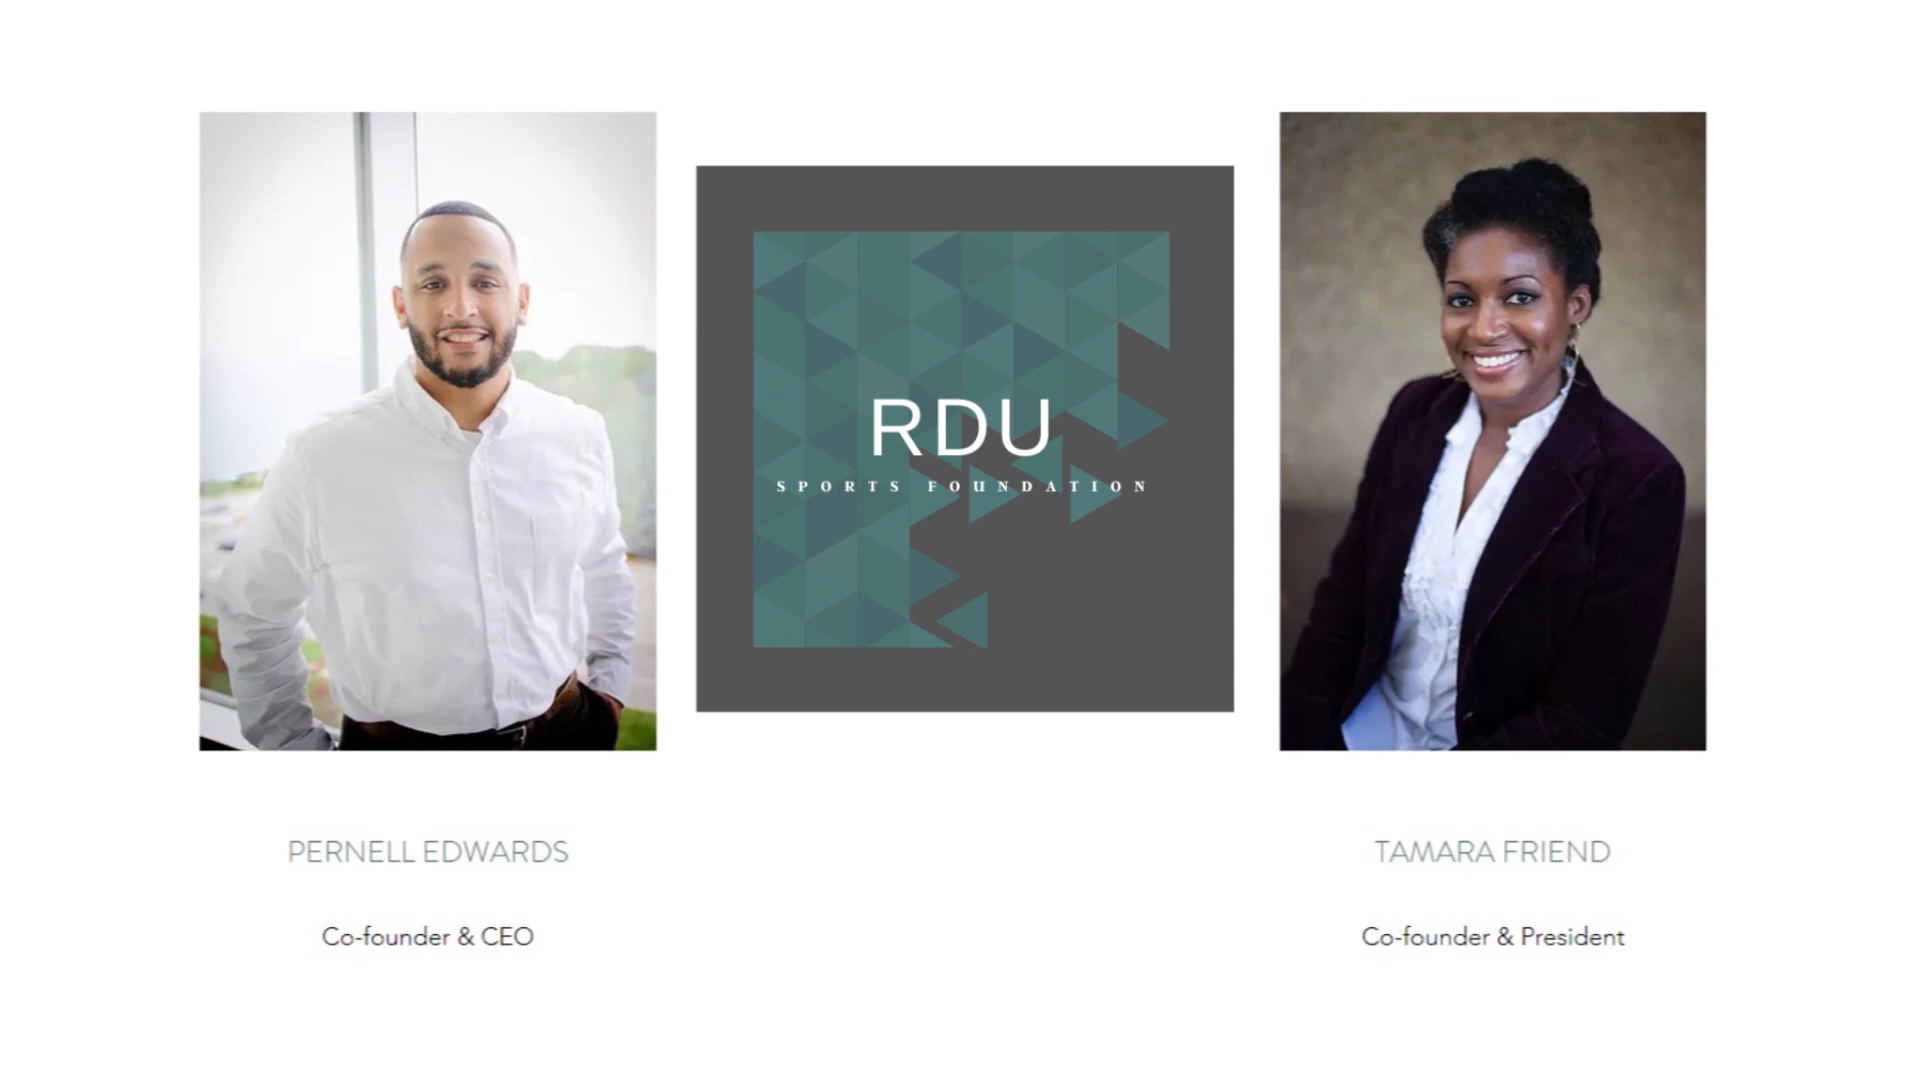 RDU
SPORTS FOUNDATION
PERNELL EDWARDS
TAMARA FRIEND
Co-founder & CEO
Co-founder & President